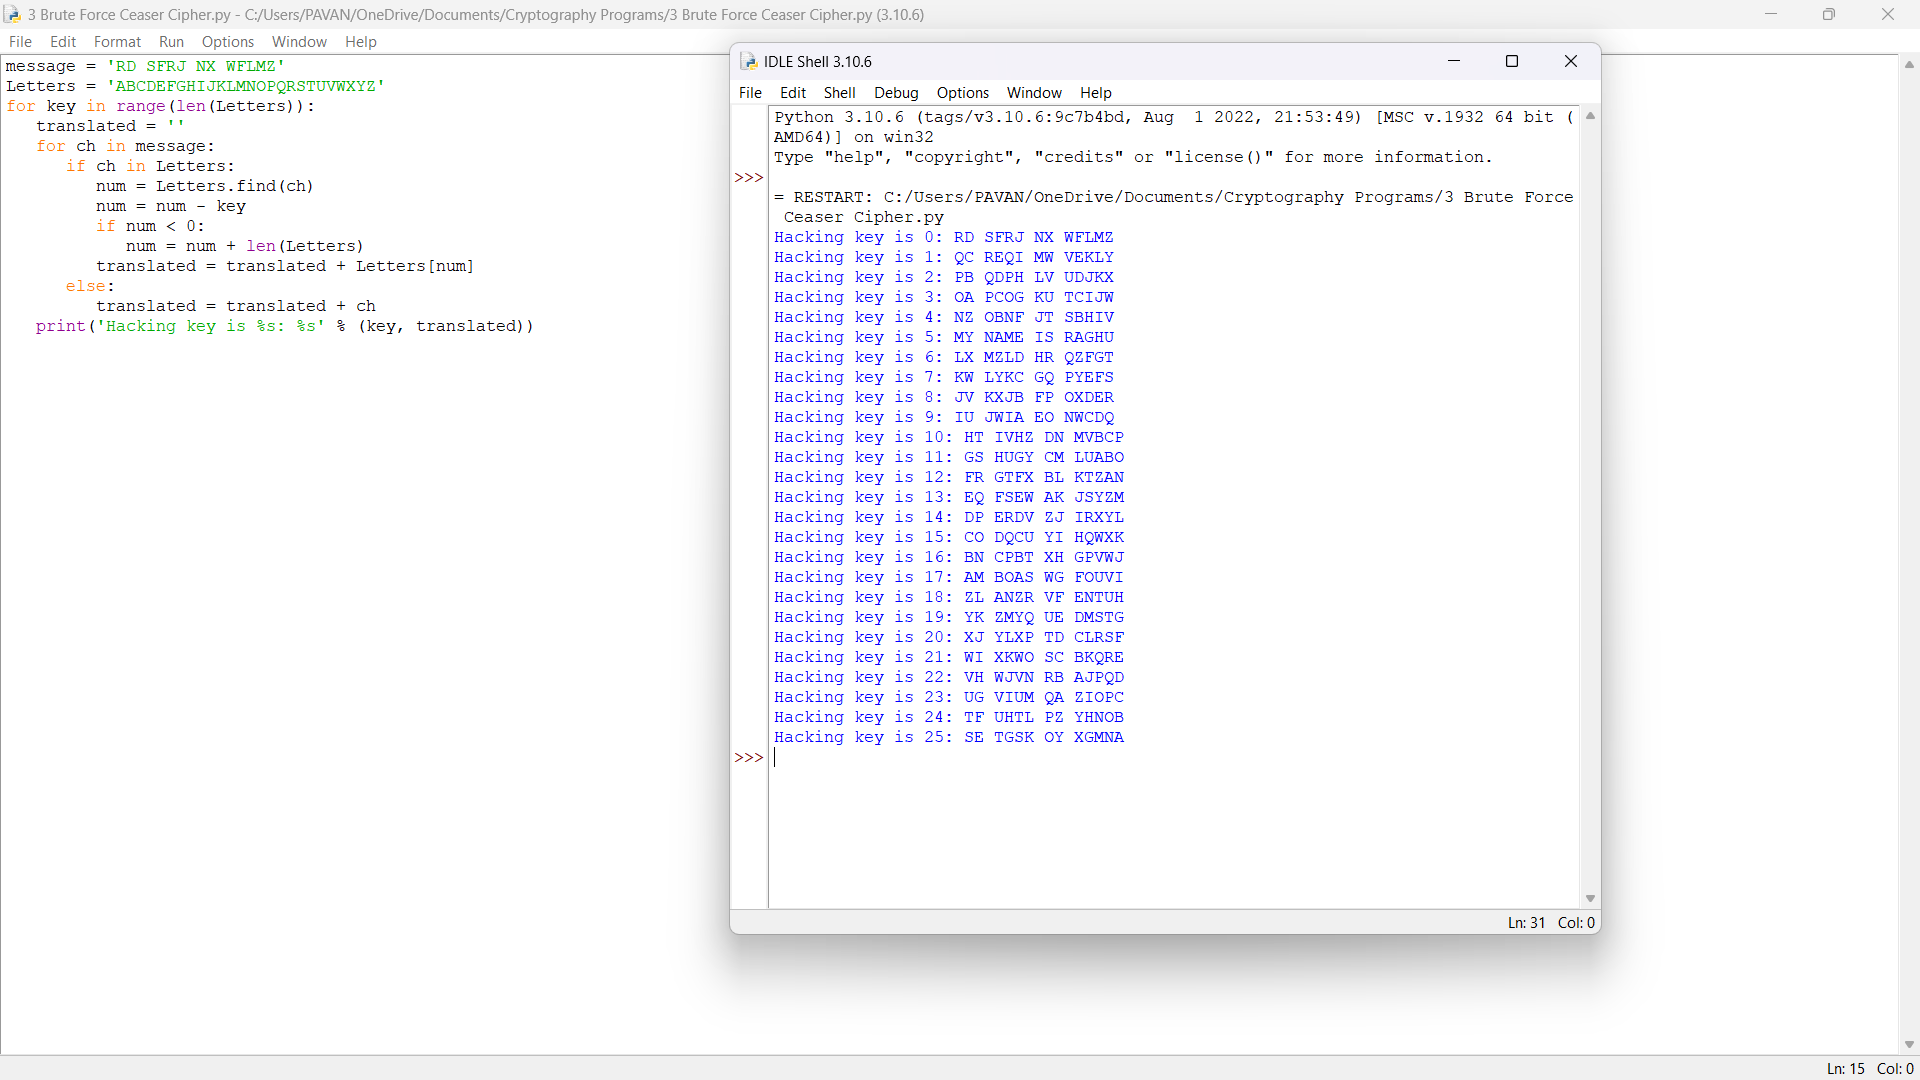 3 Brute Force Ceaser Cipher.py - C:/Users/PAVAN/OneDrive/Documents/Cryptography Programs/3 Brute Force Ceaser Cipher.py (3.10.6)
File Edit Format Run Options Window Help
message = 'RD SFRJ NX WFLMZ'
Letters = 'ABCDEFGHIJKLMNOPQRSTUVWXYZ'
for key in range(len(Letters)):
   translated = ''
   for ch in message:
      if ch in Letters:
         num = Letters.find(ch)
         num = num - key
         if num < 0:
            num = num + len(Letters)
         translated = translated + Letters[num]
      else:
         translated = translated + ch
   print('Hacking key is %s: %s' % (key, translated))
IDLE Shell 3.10.6
File Edit Shell Debug Options Window Help
Python 3.10.6 (tags/v3.10.6:9c7b4bd, Aug  1 2022, 21:53:49) [MSC v.1932 64 bit (
AMD64)] on win32
Type "help", "copyright", "credits" or "license()" for more information.
>>>
= RESTART: C:/Users/PAVAN/OneDrive/Documents/Cryptography Programs/3 Brute Force
 Ceaser Cipher.py
Hacking key is 0: RD SFRJ NX WFLMZ
Hacking key is 1: QC REQI MW VEKLY
Hacking key is 2: PB QDPH LV UDJKX
Hacking key is 3: OA PCOG KU TCIJW
Hacking key is 4: NZ OBNF JT SBHIV
Hacking key is 5: MY NAME IS RAGHU
Hacking key is 6: LX MZLD HR QZFGT
Hacking key is 7: KW LYKC GQ PYEFS
Hacking key is 8: JV KXJB FP OXDER
Hacking key is 9: IU JWIA EO NWCDQ
Hacking key is 10: HT IVHZ DN MVBCP
Hacking key is 11: GS HUGY CM LUABO
Hacking key is 12: FR GTFX BL KTZAN
Hacking key is 13: EQ FSEW AK JSYZM
Hacking key is 14: DP ERDV ZJ IRXYL
Hacking key is 15: CO DQCU YI HQWXK
Hacking key is 16: BN CPBT XH GPVWJ
Hacking key is 17: AM BOAS WG FOUVI
Hacking key is 18: ZL ANZR VF ENTUH
Hacking key is 19: YK ZMYQ UE DMSTG
Hacking key is 20: XJ YLXP TD CLRSF
Hacking key is 21: WI XKWO SC BKQRE
Hacking key is 22: VH WJVN RB AJPQD
Hacking key is 23: UG VIUM QA ZIOPC
Hacking key is 24: TF UHTL PZ YHNOB
Hacking key is 25: SE TGSK OY XGMNA
>>>
Ln: 31 Col: 0
Ln: 15 Col: 0